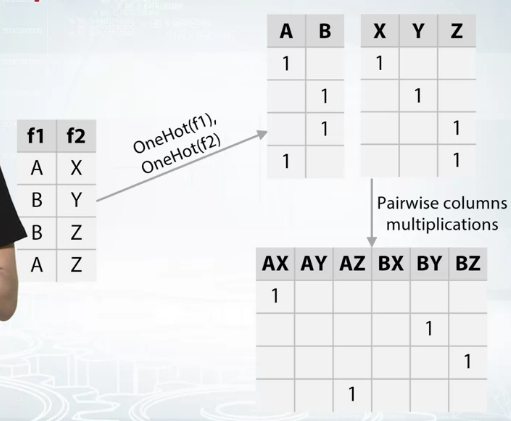 f1 f2
A X
B Y
B Z
A Z
OneHot(f1),
OneHot(f2)
A B
1
1
1
1
X Y Z
1
1
1
1
Pairwise columns
multiplications
AX AY AZ BX BY BZ
1
1
1
1